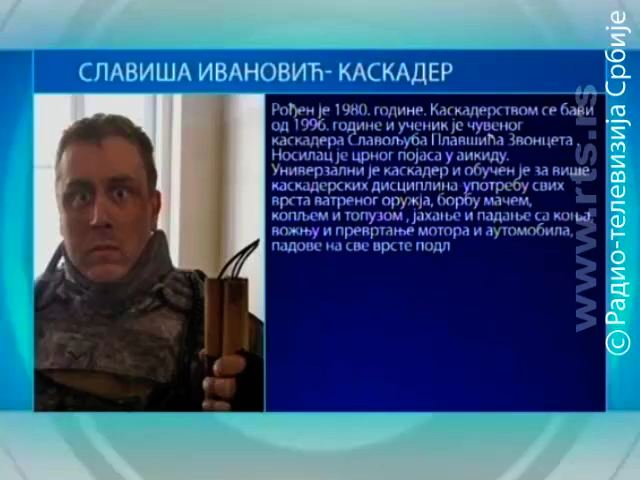 СЛАВИША ИВАНОВИЋ- КАСКАДЕР
Рођен је 1980. године. Каскадерством се бави
од 1996. године и ученик је чувеног
каскадера Славољуба Плавшића Звонцета .
Носилац је црног појаса у аикиду.
Универзални је каскадер и обучен је за више
каскадерских дисциплина-употребу свих
врста ватреног оружја, борбу мачем,
копљем и топузом , јахање и падање са коња,
вожњу и превртање мотора и аутомобила,
падове на све врсте подл
www.rts.rs
© Радио-телевизија Србије